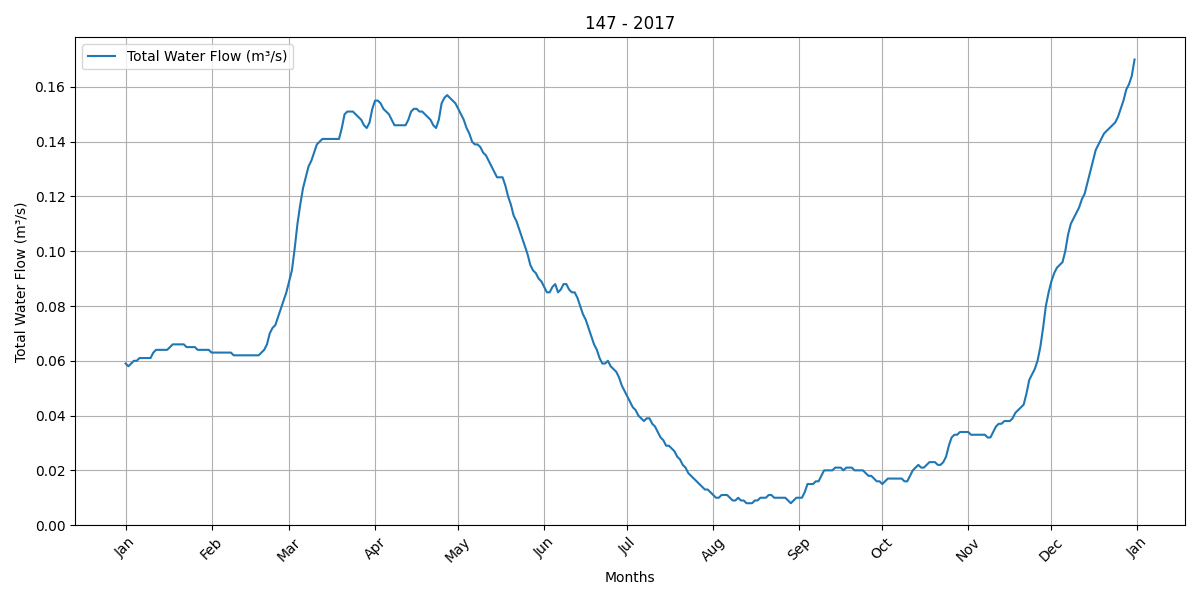 147 - 2017
Total Water Flow (m³/s)
Total Water Flow (m³/s)
0.16
0.14
0.12
0.10
0.08
0.06
0.04
0.02
0.00
Jan Feb Mar Apr May Jun Jul Aug Sep Oct Nov Dec Jan
Months